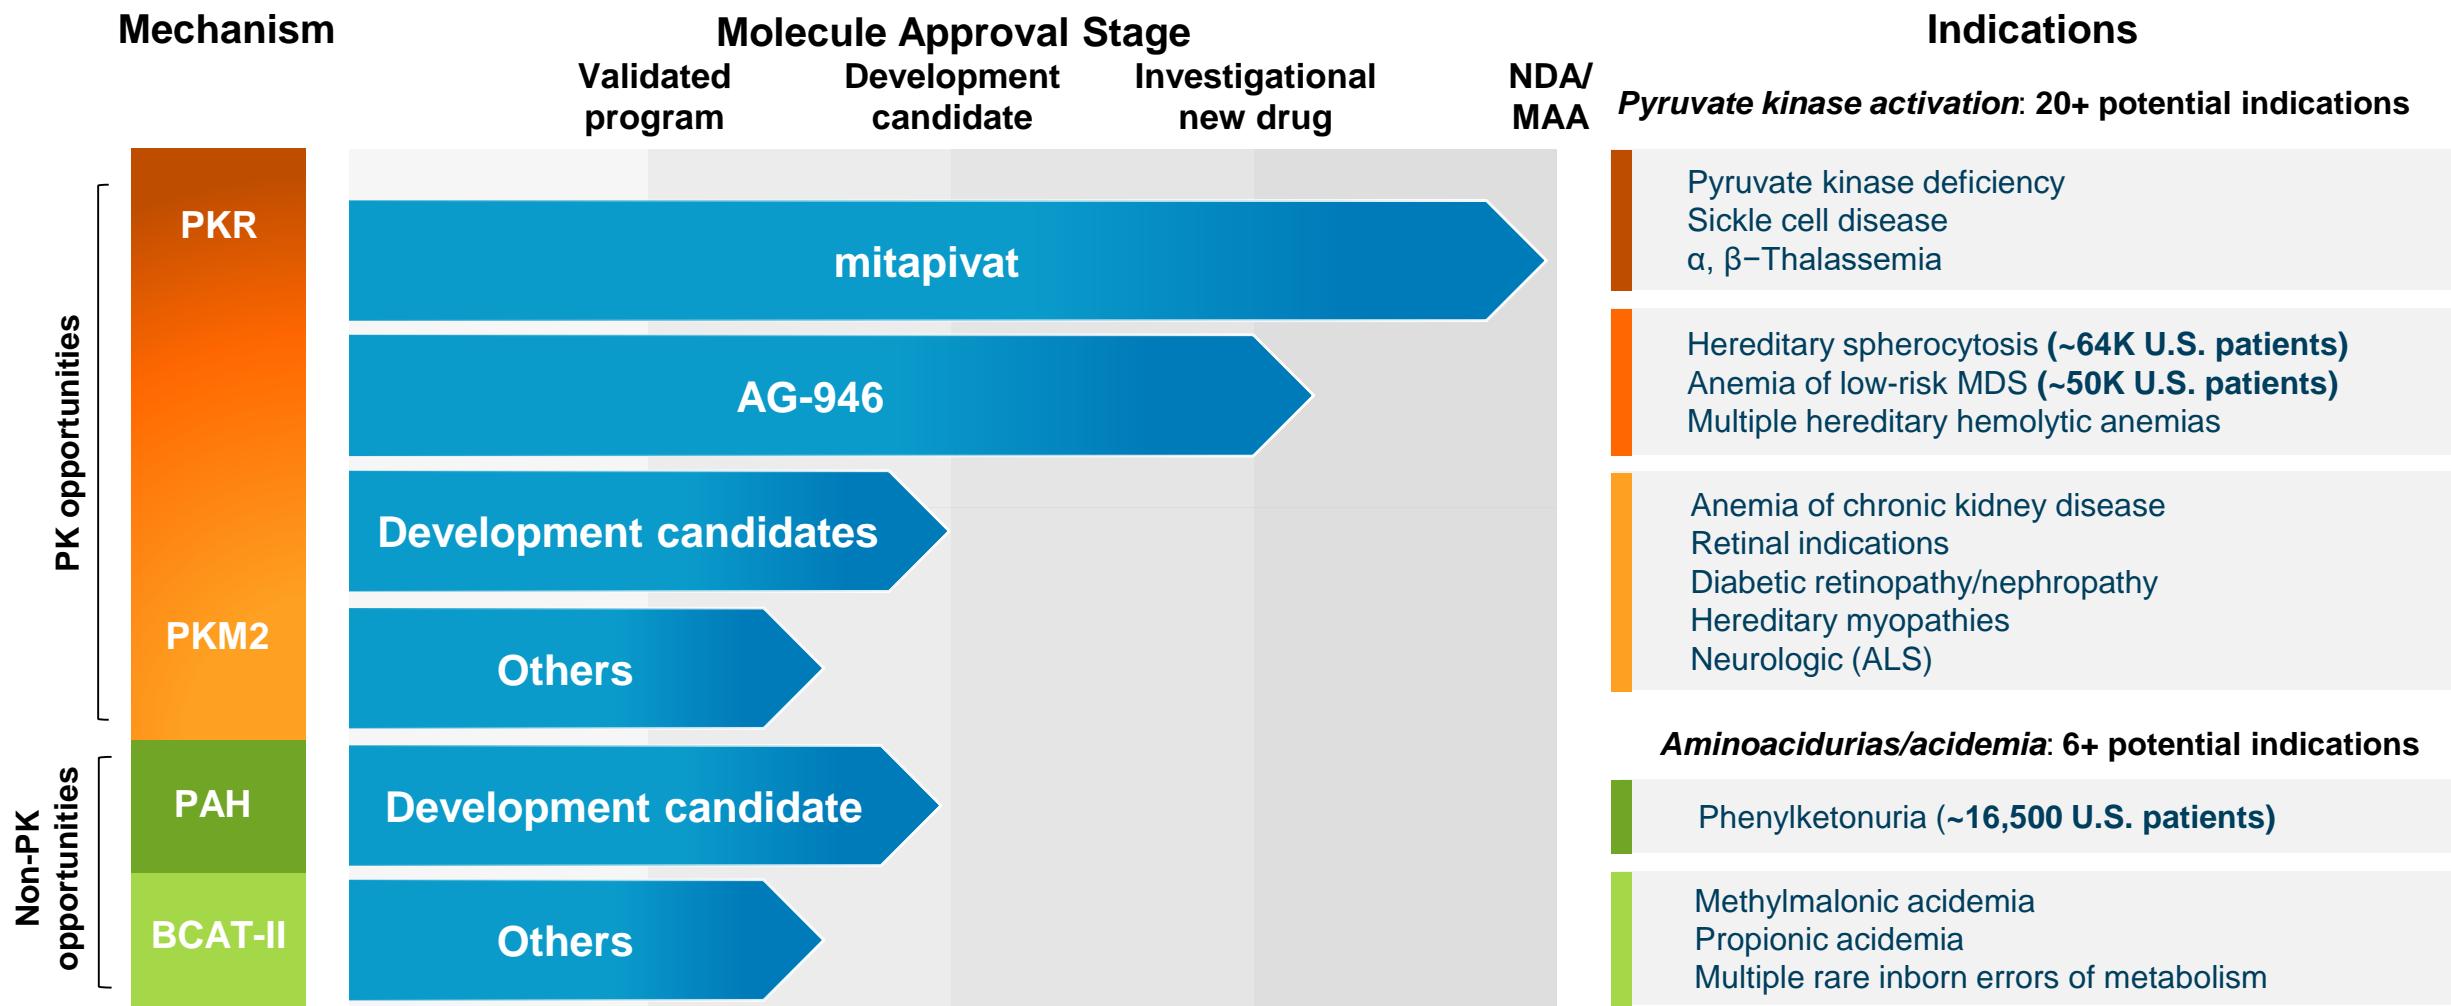 Mechanism
Molecule Approval Stage
Indications
Validated
program
Development
candidate
Investigational
new drug
NDA/
MAA
Pyruvate kinase activation: 20+ potential indications
PK opportunities
PKR
PKM2
mitapivat
AG-946
Development candidates
Others
Pyruvate kinase deficiency
Sickle cell disease
α, β−Thalassemia
Hereditary spherocytosis (~64K U.S. patients)
Anemia of low-risk MDS (~50K U.S. patients)
Multiple hereditary hemolytic anemias
Anemia of chronic kidney disease
Retinal indications
Diabetic retinopathy/nephropathy
Hereditary myopathies
Neurologic (ALS)
Non-PK
opportunities
PAH
BCAT-II
Development candidate
Others
Aminoacidurias/acidemia: 6+ potential indications
Phenylketonuria (~16,500 U.S. patients)
Methylmalonic acidemia
Propionic acidemia
Multiple rare inborn errors of metabolism